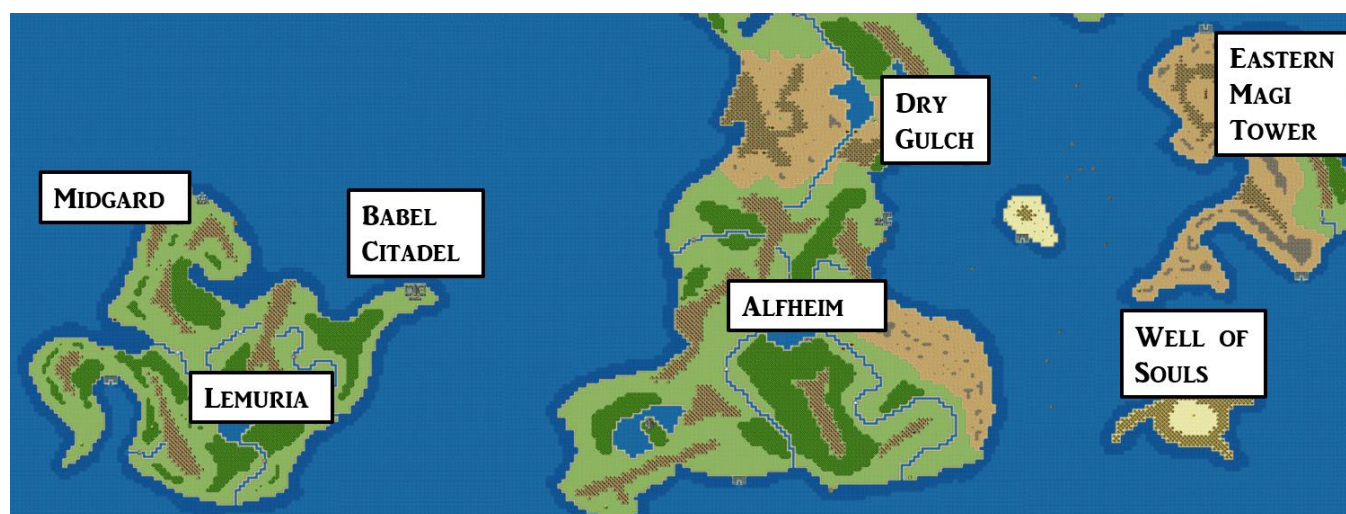 Midgard
Babel
Citadel
Lemuria
Dry
Gulch
Alfheim
Eastern
Magi
Tower
Well of
Souls